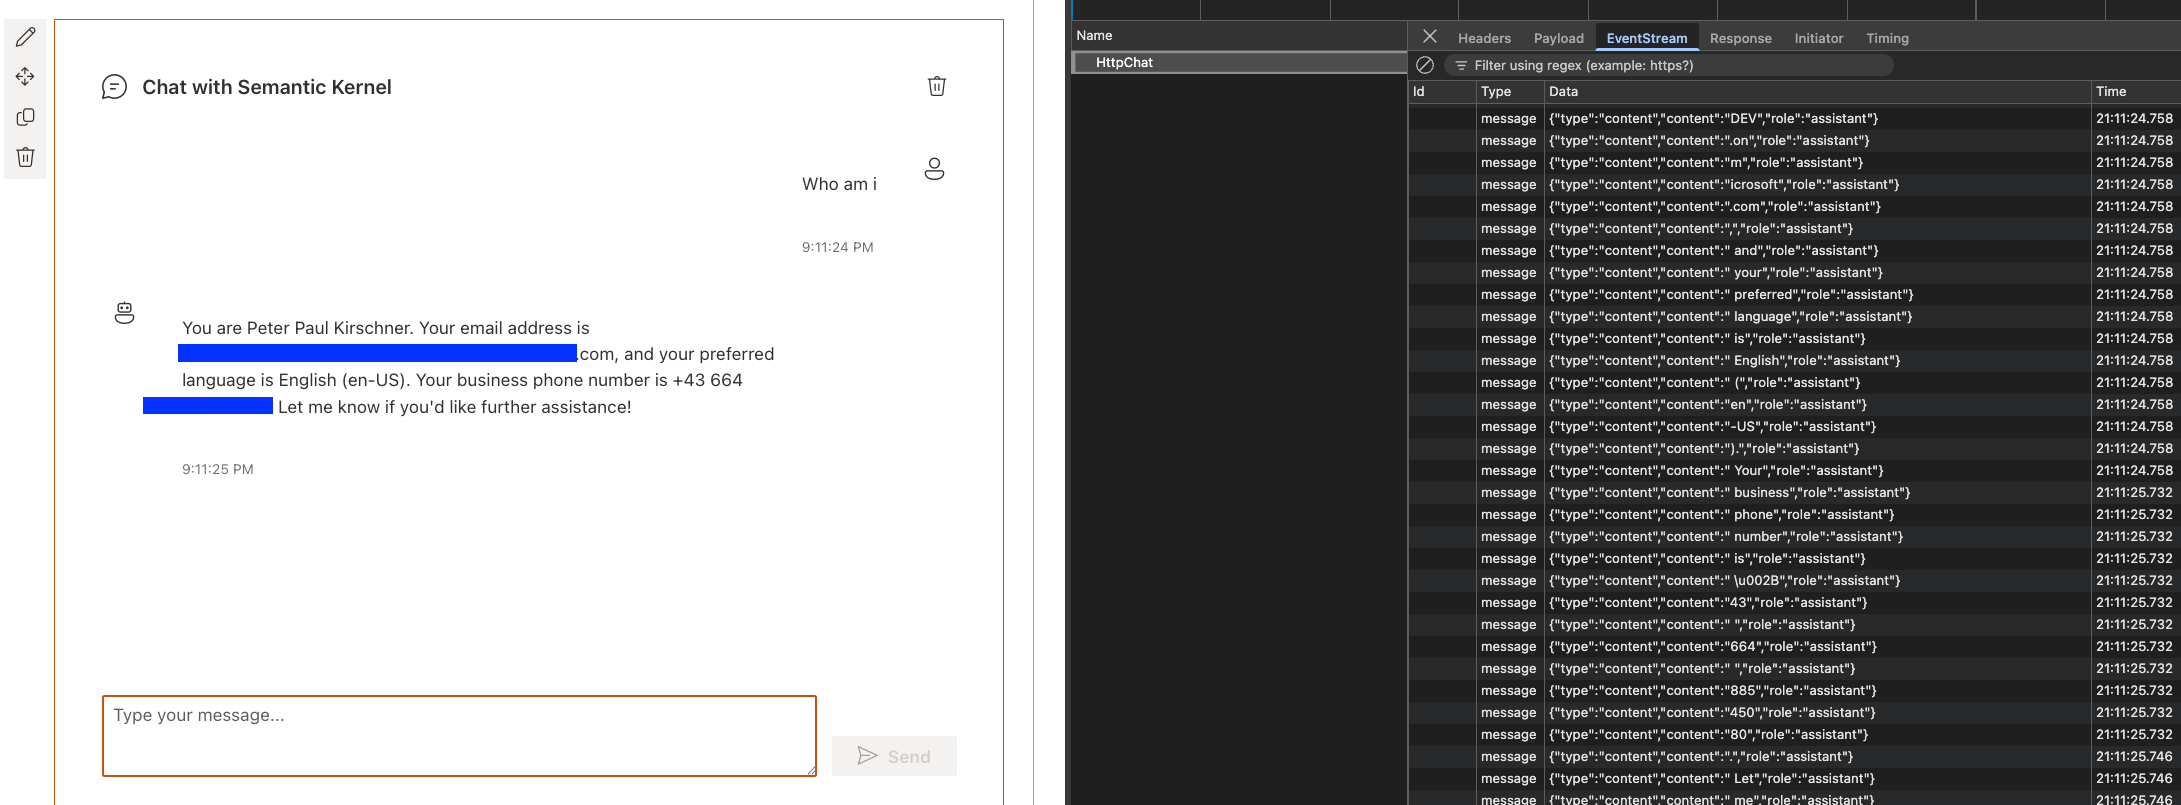 Chat with Semantic Kernel
Who am i
9:11:24 PM
You are Peter Paul Kirschner. Your email address is
.com, and your preferred
language is English (en-US). Your business phone number is +43 664
Let me know if you'd like further assistance!
9:11:25 PM
Type your message...
Send
Name
HttpChat
Headers Payload EventStream Response Initiator Timing
Filter using regex (example: https?)
Id Type Data Time
message {"type":"content","content":"DEV","role":"assistant"} 21:11:24.758
message {"type":"content","content":".on","role":"assistant"} 21:11:24.758
message {"type":"content","content":"m","role":"assistant"} 21:11:24.758
message {"type":"content","content":"icrosoft","role":"assistant"} 21:11:24.758
message {"type":"content","content":".com","role":"assistant"} 21:11:24.758
message {"type":"content","content":",","role":"assistant"} 21:11:24.758
message {"type":"content","content":" and","role":"assistant"} 21:11:24.758
message {"type":"content","content":" your","role":"assistant"} 21:11:24.758
message {"type":"content","content":" preferred","role":"assistant"} 21:11:24.758
message {"type":"content","content":" language","role":"assistant"} 21:11:24.758
message {"type":"content","content":" is","role":"assistant"} 21:11:24.758
message {"type":"content","content":" English","role":"assistant"} 21:11:24.758
message {"type":"content","content":" (","role":"assistant"} 21:11:24.758
message {"type":"content","content":"en","role":"assistant"} 21:11:24.758
message {"type":"content","content":"-US","role":"assistant"} 21:11:24.758
message {"type":"content","content":").","role":"assistant"} 21:11:24.758
message {"type":"content","content":" Your","role":"assistant"} 21:11:24.758
message {"type":"content","content":" business","role":"assistant"} 21:11:25.732
message {"type":"content","content":" phone","role":"assistant"} 21:11:25.732
message {"type":"content","content":" number","role":"assistant"} 21:11:25.732
message {"type":"content","content":" is","role":"assistant"} 21:11:25.732
message {"type":"content","content":" \u002B","role":"assistant"} 21:11:25.732
message {"type":"content","content":"43","role":"assistant"} 21:11:25.732
message {"type":"content","content":" ","role":"assistant"} 21:11:25.732
message {"type":"content","content":"664","role":"assistant"} 21:11:25.732
message {"type":"content","content":" ","role":"assistant"} 21:11:25.732
message {"type":"content","content":"885","role":"assistant"} 21:11:25.732
message {"type":"content","content":"450","role":"assistant"} 21:11:25.732
message {"type":"content","content":"80","role":"assistant"} 21:11:25.732
message {"type":"content","content":".","role":"assistant"} 21:11:25.746
message {"type":"content","content":" Let","role":"assistant"} 21:11:25.746
message {"type":"content","content":" me","role":"assistant"} 21:11:25.746